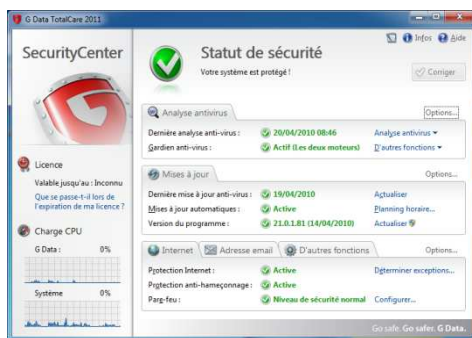 G Data TotalCare 2011
Infos Aide
SecurityCenter
Statut de sécurité
Votre système est protégé !
Corriger
Analyse antivirus
Options...
Dernière analyse anti-virus : 20/04/2010 08:46 Analyse antivirus
Gardien anti-virus : Actif (Les deux moteurs) D'autres fonctions
Licence
Valable jusqu'au : Inconnu
Que se passe-t-il lors de
l'expiration de ma licence ?
Mises à jour
Options...
Dernière mise à jour anti-virus : 19/04/2010 Actualiser
Mises à jour automatiques : Active Planning horaire...
Version du programme : 21.0.1.81 (14/04/2010) Actualiser
Charge CPU
G Data : 0%
Système 0%
Internet Adresse email D'autres fonctions Options...
Protection Internet : Active Déterminer exceptions...
Protection anti-hameçonnage : Active
Pare-feu : Niveau de sécurité normal Configurer...
Go safe. Go safer. G Data.